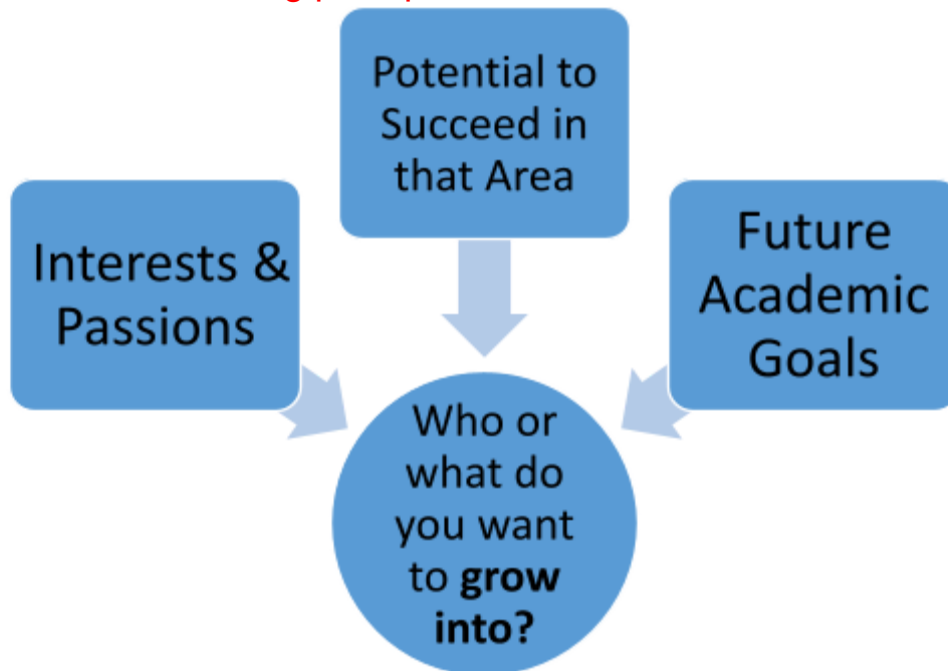 Potential to
Succeed in
that Area
Interests &
Passions
Future
Academic
Goals
Who or
what do
you want
to grow
into?